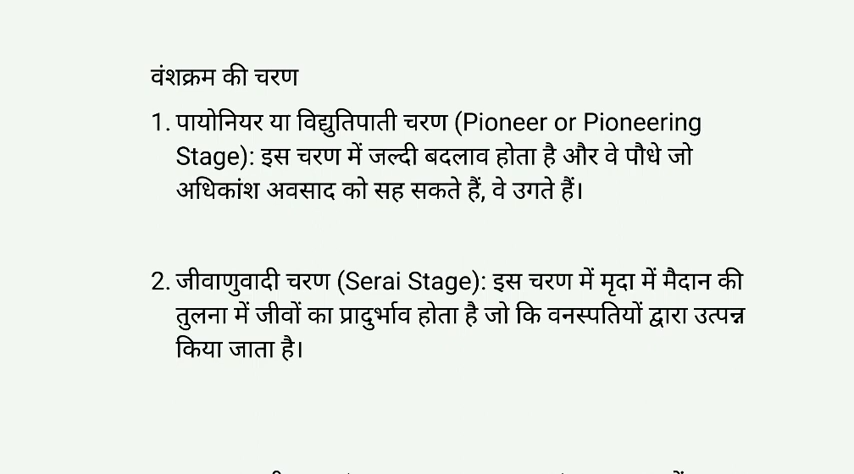 वंशक्रम की चरण
1. पायोनियर या विद्युतिपाती चरण (Pioneer or Pioneering
Stage): इस चरण में जल्दी बदलाव होता है और वे पौधे जो
अधिकांश अवसाद को सह सकते हैं, वे उगते हैं।
2. जीवाणुवादी चरण (Serai Stage): इस चरण में मृदा में मैदान की
तुलना में जीवों का प्रादुर्भाव होता है जो कि वनस्पतियों द्वारा उत्पन्न
किया जाता है।